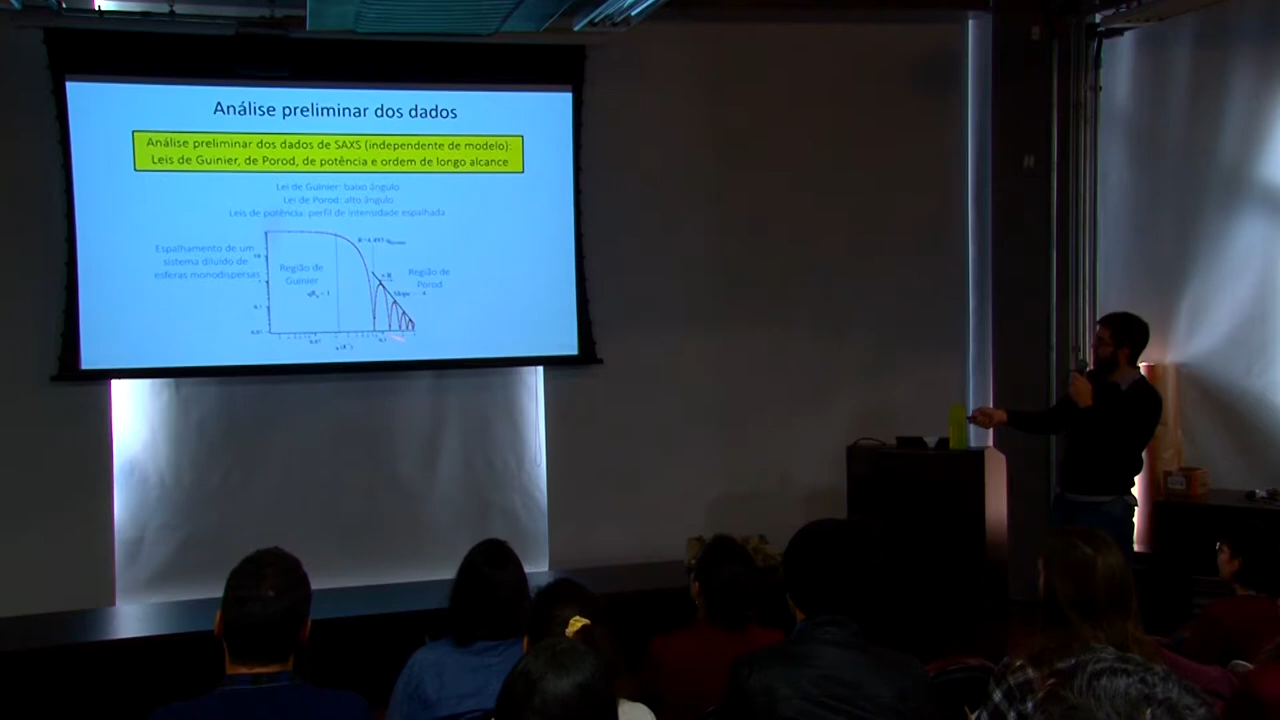 Análise preliminar dos dados
Análise preliminar dos dados de SAXS (independente de modelo):
Leis de Guinier, de Porod, de potência e ordem de longo alcance
Lei de Guinier: baixo ângulo
Lei de Porod: alto ângulo
Leis de potência: perfil de intensidade espalhada
Espalhamento de um
sistema diluído de
esferas monodispersas
Região de
Guinier
Região de
Porod